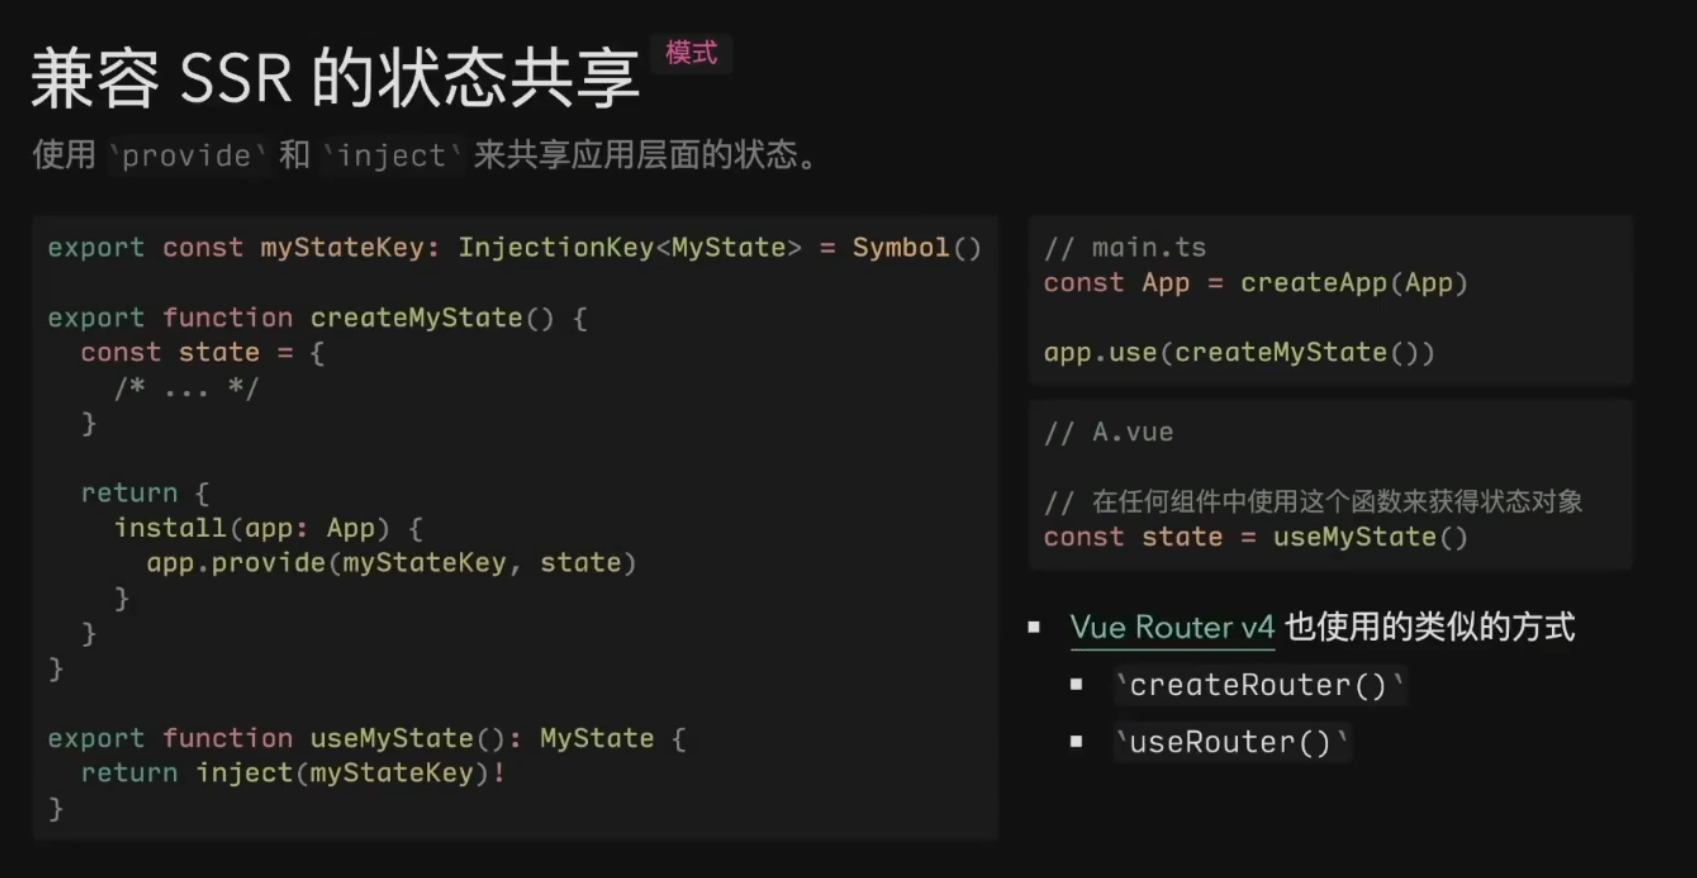 兼容 SSR 的状态共享 模式
使用 `provide` 和 `inject` 来共享应用层面的状态。
export const myStateKey: InjectionKey<MyState> = Symbol()
export function createMyState() {
  const state = {
    /* ... */
  }
  return {
    install(app: App) {
      app.provide(myStateKey, state)
    }
  }
}
export function useMyState(): MyState {
  return inject(myStateKey)!
}
// main.ts
const App = createApp(App)
app.use(createMyState())
// A.vue
// 在任何组件中使用这个函数来获得状态对象
const state = useMyState()
▪ Vue Router v4 也使用的类似的方式
▪ `createRouter()`
▪ `useRouter()`